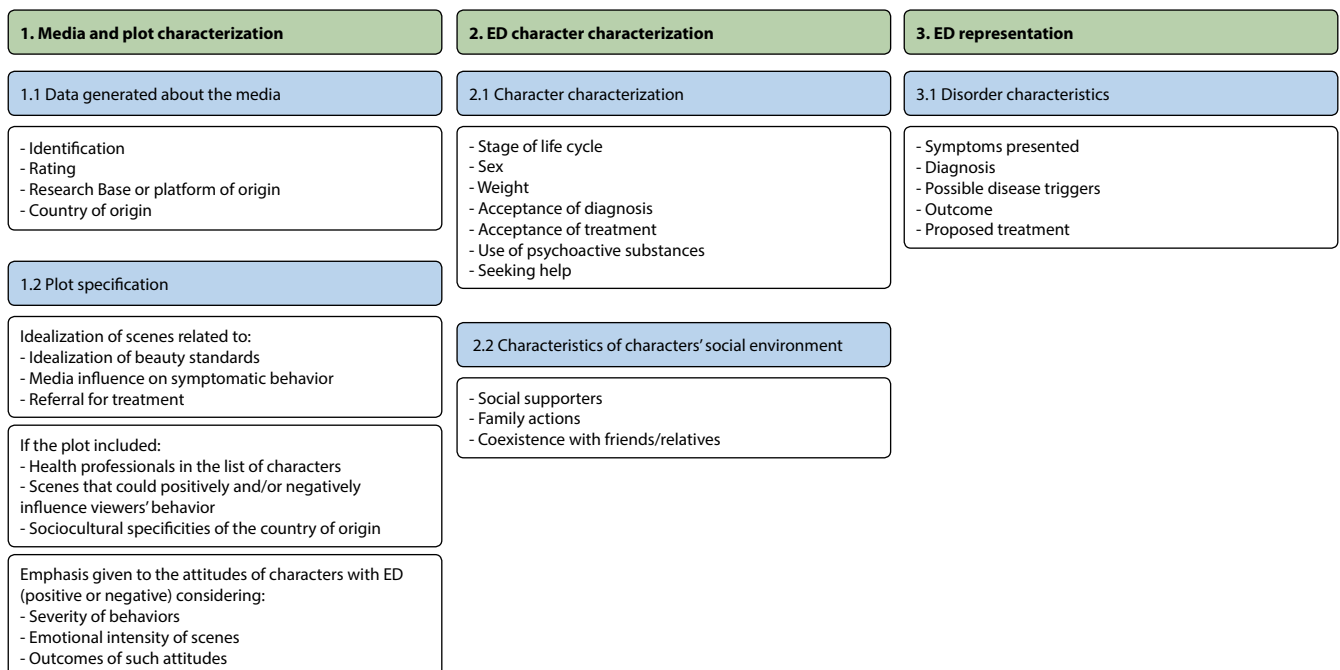 1. Media and plot characterization
1.1 Data generated about the media
- Identification
- Rating
- Research Base or platform of origin
- Country of origin
1.2 Plot specification
Idealization of scenes related to:
- Idealization of beauty standards
- Media influence on symptomatic behavior
- Referral for treatment
If the plot included:
- Health professionals in the list of characters
- Scenes that could positively and/or negatively
influence viewers' behavior
- Sociocultural specificities of the country of origin
Emphasis given to the attitudes of characters with ED
(positive or negative) considering:
- Severity of behaviors
- Emotional intensity of scenes
- Outcomes of such attitudes
2. ED character characterization
2.1 Character characterization
- Stage of life cycle
- Sex
- Weight
- Acceptance of diagnosis
- Acceptance of treatment
- Use of psychoactive substances
- Seeking help
2.2 Characteristics of characters' social environment
- Social supporters
- Family actions
- Coexistence with friends/relatives
3. ED representation
3.1 Disorder characteristics
- Symptoms presented
- Diagnosis
- Possible disease triggers
- Outcome
- Proposed treatment